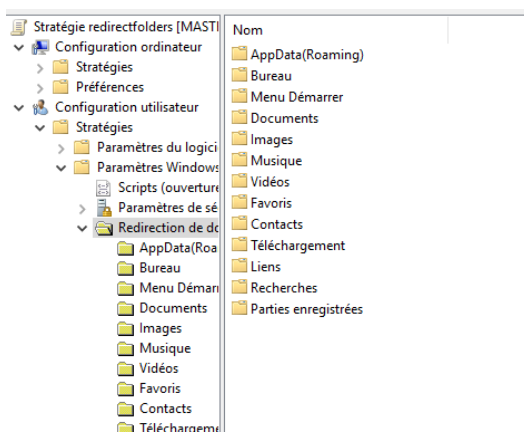 Stratégie redirectfolders [MASTI
Configuration ordinateur
Stratégies
Préférences
Configuration utilisateur
Stratégies
Paramètres du logici
Paramètres Windows
Scripts (ouverture
Paramètres de sé
Redirection de do
AppData(Roa
Bureau
Menu Démarr
Documents
Images
Musique
Vidéos
Favoris
Contacts
Téléchargeme
Nom
AppData(Roaming)
Bureau
Menu Démarrer
Documents
Images
Musique
Vidéos
Favoris
Contacts
Téléchargement
Liens
Recherches
Parties enregistrées